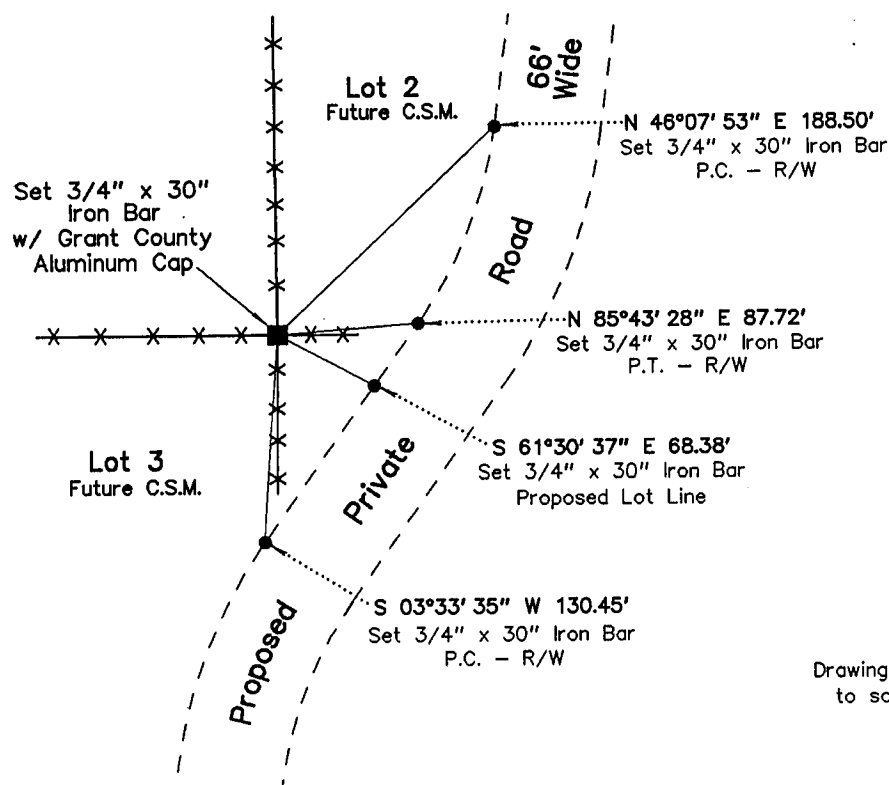 66'
Wide
Lot 2
Future C.S.M.
N 46°07' 53" E 188.50'
Set 3/4" x 30" Iron Bar
P.C. - R/W
Set 3/4" x 30"
Iron Bar
w/ Grant County
Aluminum Cap
Road
N 85°43' 28" E 87.72'
Set 3/4" x 30" Iron Bar
P.T. - R/W
S 61°30' 37" E 68.38'
Set 3/4" x 30" Iron Bar
Proposed Lot Line
Lot 3
Future C.S.M.
Private
S 03°33' 35" W 130.45'
Set 3/4" x 30" Iron Bar
P.C. - R/W
Proposed
Drawing
to